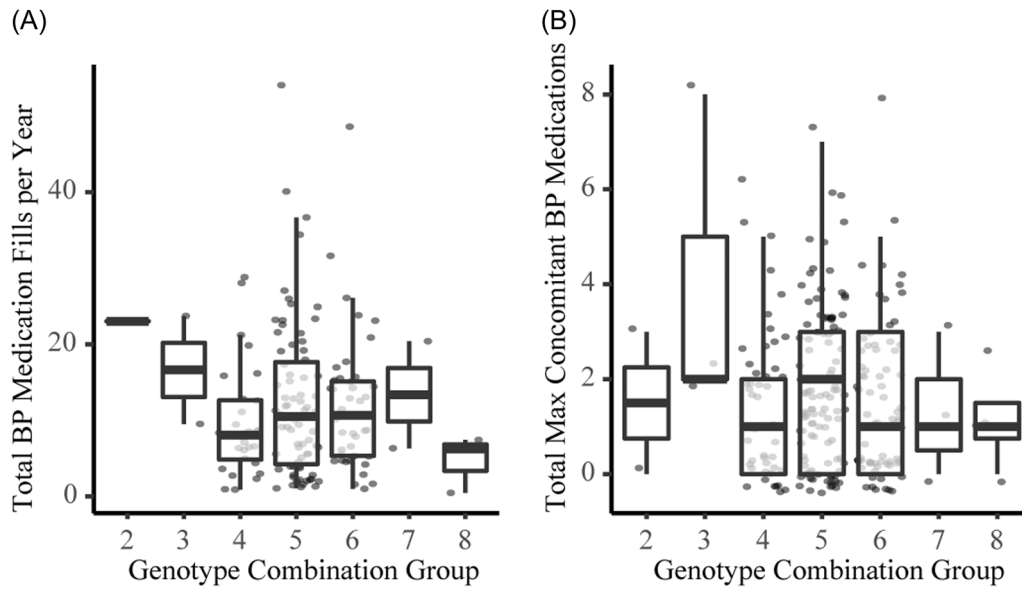 (A)
Total BP Medication Fills per Year
40
20
0
2 3 4 5 6 7 8
Genotype Combination Group
(B)
Total Max Concomitant BP Medications
8
6
4
2
0
2 3 4 5 6 7 8
Genotype Combination Group